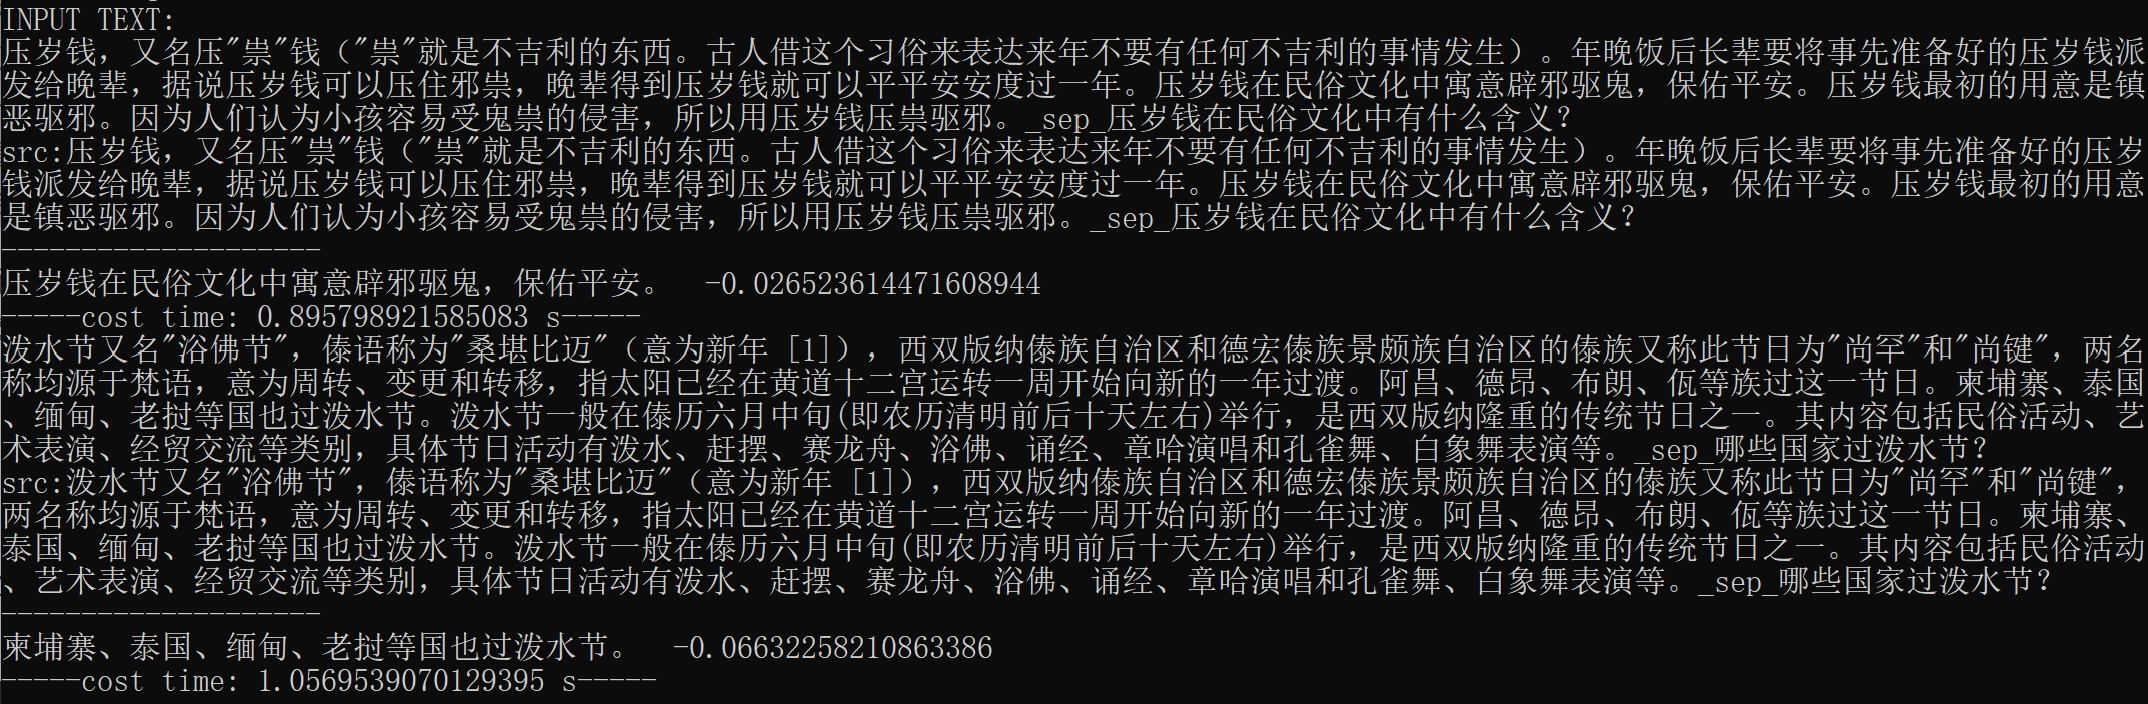 INPUT TEXT:
压岁钱，又名压"祟"钱（"祟"就是不吉利的东西。古人借这个习俗来表达来年不要有任何不吉利的事情发生）。年晚饭后长辈要将事先准备好的压岁钱派
发给晚辈，据说压岁钱可以压住邪祟，晚辈得到压岁钱就可以平平安安度过一年。压岁钱在民俗文化中寓意辟邪驱鬼，保佑平安。压岁钱最初的用意是镇
恶驱邪。因为人们认为小孩容易受鬼祟的侵害，所以用压岁钱压祟驱邪。_sep_压岁钱在民俗文化中有什么含义？
src:压岁钱，又名压"祟"钱（"祟"就是不吉利的东西。古人借这个习俗来表达来年不要有任何不吉利的事情发生）。年晚饭后长辈要将事先准备好的压岁
钱派发给晚辈，据说压岁钱可以压住邪祟，晚辈得到压岁钱就可以平平安安度过一年。压岁钱在民俗文化中寓意辟邪驱鬼，保佑平安。压岁钱最初的用意
是镇恶驱邪。因为人们认为小孩容易受鬼祟的侵害，所以用压岁钱压祟驱邪。_sep_压岁钱在民俗文化中有什么含义？
--------------------
压岁钱在民俗文化中寓意辟邪驱鬼，保佑平安。  -0.026523614471608944
-----cost time: 0.895798921585083 s-----
泼水节又名"浴佛节"，傣语称为"桑堪比迈"（意为新年 [1]），西双版纳傣族自治区和德宏傣族景颇族自治区的傣族又称此节日为"尚罕"和"尚键"，两名
称均源于梵语，意为周转、变更和转移，指太阳已经在黄道十二宫运转一周开始向新的一年过渡。阿昌、德昂、布朗、佤等族过这一节日。柬埔寨、泰国
、缅甸、老挝等国也过泼水节。泼水节一般在傣历六月中旬(即农历清明前后十天左右)举行，是西双版纳隆重的传统节日之一。其内容包括民俗活动、艺
术表演、经贸交流等类别，具体节日活动有泼水、赶摆、赛龙舟、浴佛、诵经、章哈演唱和孔雀舞、白象舞表演等。_sep_哪些国家过泼水节？
src:泼水节又名"浴佛节"，傣语称为"桑堪比迈"（意为新年 [1]），西双版纳傣族自治区和德宏傣族景颇族自治区的傣族又称此节日为"尚罕"和"尚键"，
两名称均源于梵语，意为周转、变更和转移，指太阳已经在黄道十二宫运转一周开始向新的一年过渡。阿昌、德昂、布朗、佤等族过这一节日。柬埔寨、
泰国、缅甸、老挝等国也过泼水节。泼水节一般在傣历六月中旬(即农历清明前后十天左右)举行，是西双版纳隆重的传统节日之一。其内容包括民俗活动
、艺术表演、经贸交流等类别，具体节日活动有泼水、赶摆、赛龙舟、浴佛、诵经、章哈演唱和孔雀舞、白象舞表演等。_sep_哪些国家过泼水节？
--------------------
柬埔寨、泰国、缅甸、老挝等国也过泼水节。  -0.06632258210863386
-----cost time: 1.0569539070129395 s-----